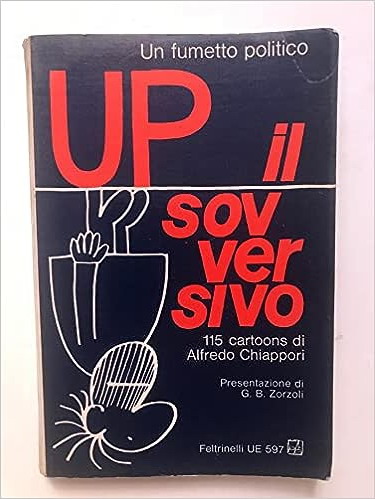 Un fumetto politico
UP il
sov
ver
sivo
115 cartoons di
Alfredo Chiappori
Presentazione di
G. B. Zorzoli
Feltrinelli UE 597